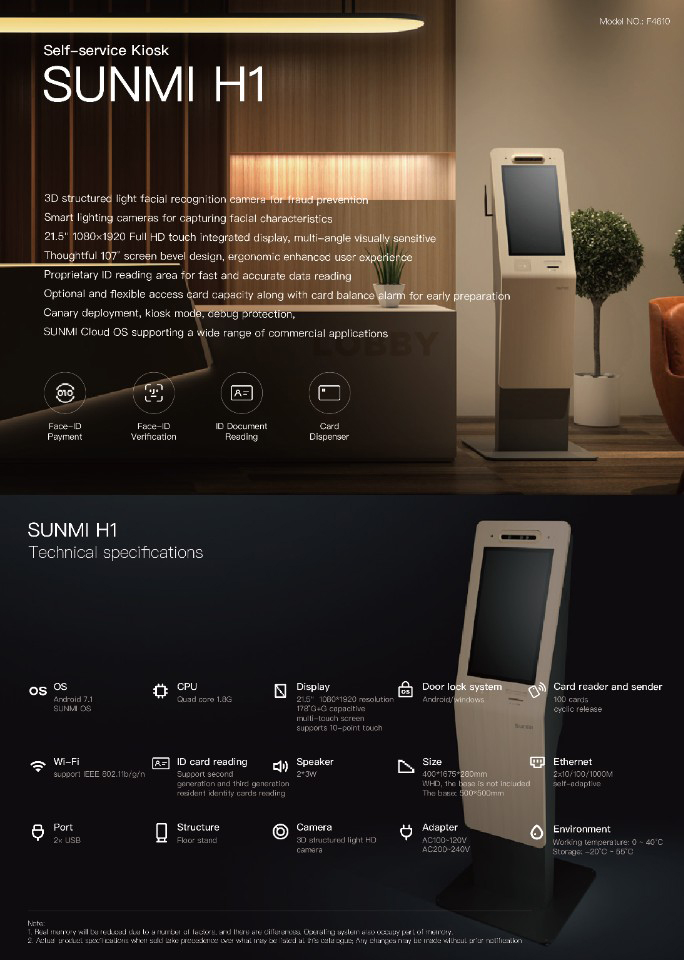 Model NO.: F4610
Self-service Kiosk
SUNMI H1
3D structured light facial recognition camera for fraud prevention
Smart lighting cameras for capturing facial characteristics
21.5" 1080×1920 Full HD touch integrated display, multi-angle visually sensitive
Thoughtful 107° screen bevel design, ergonomic enhanced user experience
Proprietary ID reading area for fast and accurate data reading
Optional and flexible access card capacity along with card balance alarm for early preparation
Canary deployment, kiosk mode, debug protection,
SUNMI Cloud OS supporting a wide range of commercial applications
LOBBY
Face-ID
Payment
Face-ID
Verification
ID Document
Reading
Card
Dispenser
SUNMI H1
Technical specifications
OS
OS
Android 7.1
SUNMI OS
CPU
Quad core 1.8G
Display
21.5" 1080*1920 resolution
178°G+G capacitive
multi-touch screen
supports 10-point touch
OS
Door lock system
Android/windows
Card reader and sender
100 cards
cyclic release
Wi-Fi
support IEEE 802.11b/g/n
ID card reading
Support second
generation and third generation
resident identity cards reading
Speaker
2*3W
Size
400*1675*280mm
WHD, the base is not included
The base: 500*500mm
Ethernet
2x10/100/1000M
self-adaptive
Port
2x USB
Structure
Floor stand
Camera
3D structured light HD
camera
Adapter
AC100-120V
AC200-240V
Environment
Working temperature: 0 ~ 40°C
Storage: -20°C ~ 55°C
Note:
1. Real memory will be reduced due to a number of factors, and there are differences. Operating system also occupy part of memory.
2. Actual product specifications when sold take precedence over what may be listed at this catalogue; Any changes may be made without prior notification.